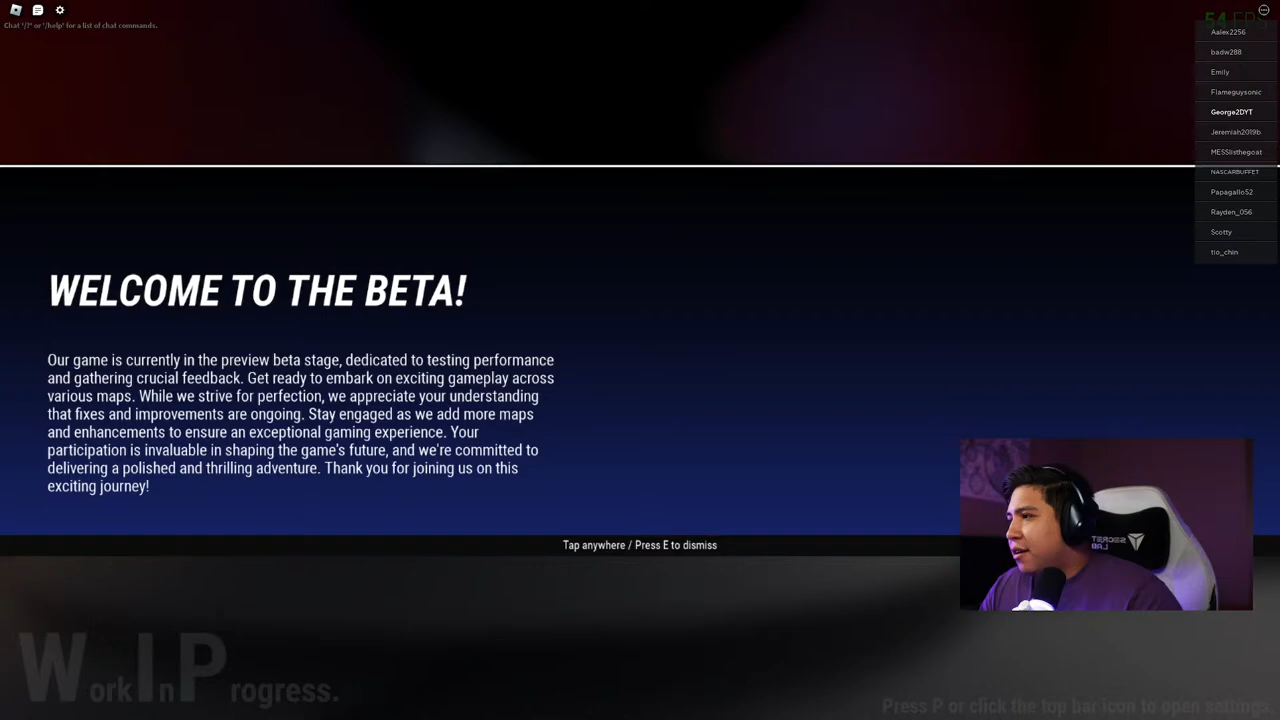 Chat '/?' or '/help' for a list of chat commands.
54 FPS
Aalex2256
badw288
Emily
Flameguysonic
George2DYT
Jeremiah2019b
MESSIisthegoat
NASCARBUFFET
Papagallo52
Rayden_056
Scotty
tio_chin
WELCOME TO THE BETA!
Our game is currently in the preview beta stage, dedicated to testing performance
and gathering crucial feedback. Get ready to embark on exciting gameplay across
various maps. While we strive for perfection, we appreciate your understanding
that fixes and improvements are ongoing. Stay engaged as we add more maps
and enhancements to ensure an exceptional gaming experience. Your
participation is invaluable in shaping the game's future, and we're committed to
delivering a polished and thrilling adventure. Thank you for joining us on this
exciting journey!
Tap anywhere / Press E to dismiss
SECRET
LAB
Work In Progress.
Press P or click the top bar icon to open settings.